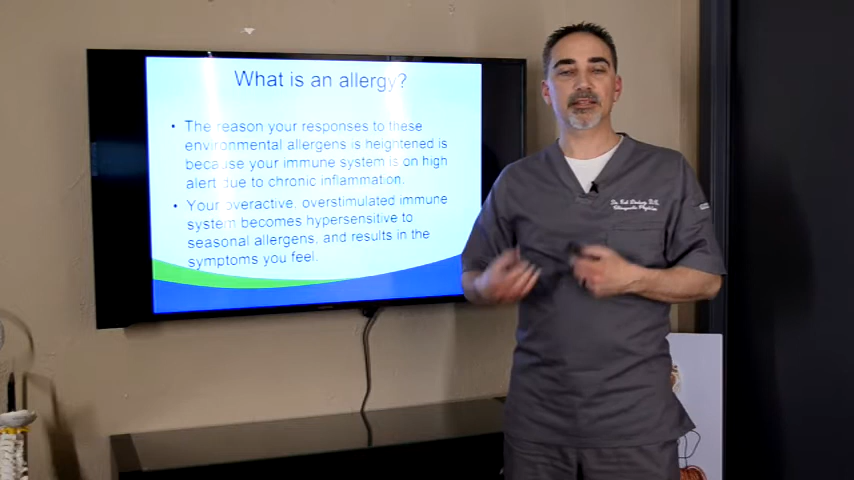 What is an allergy?
• The reason your responses to these
environmental allergens is heightened is
because your immune system is on high
alert due to chronic inflammation.
• Your overactive, overstimulated immune
system becomes hypersensitive to
seasonal allergens, and results in the
symptoms you feel.
Chiropractic Physician